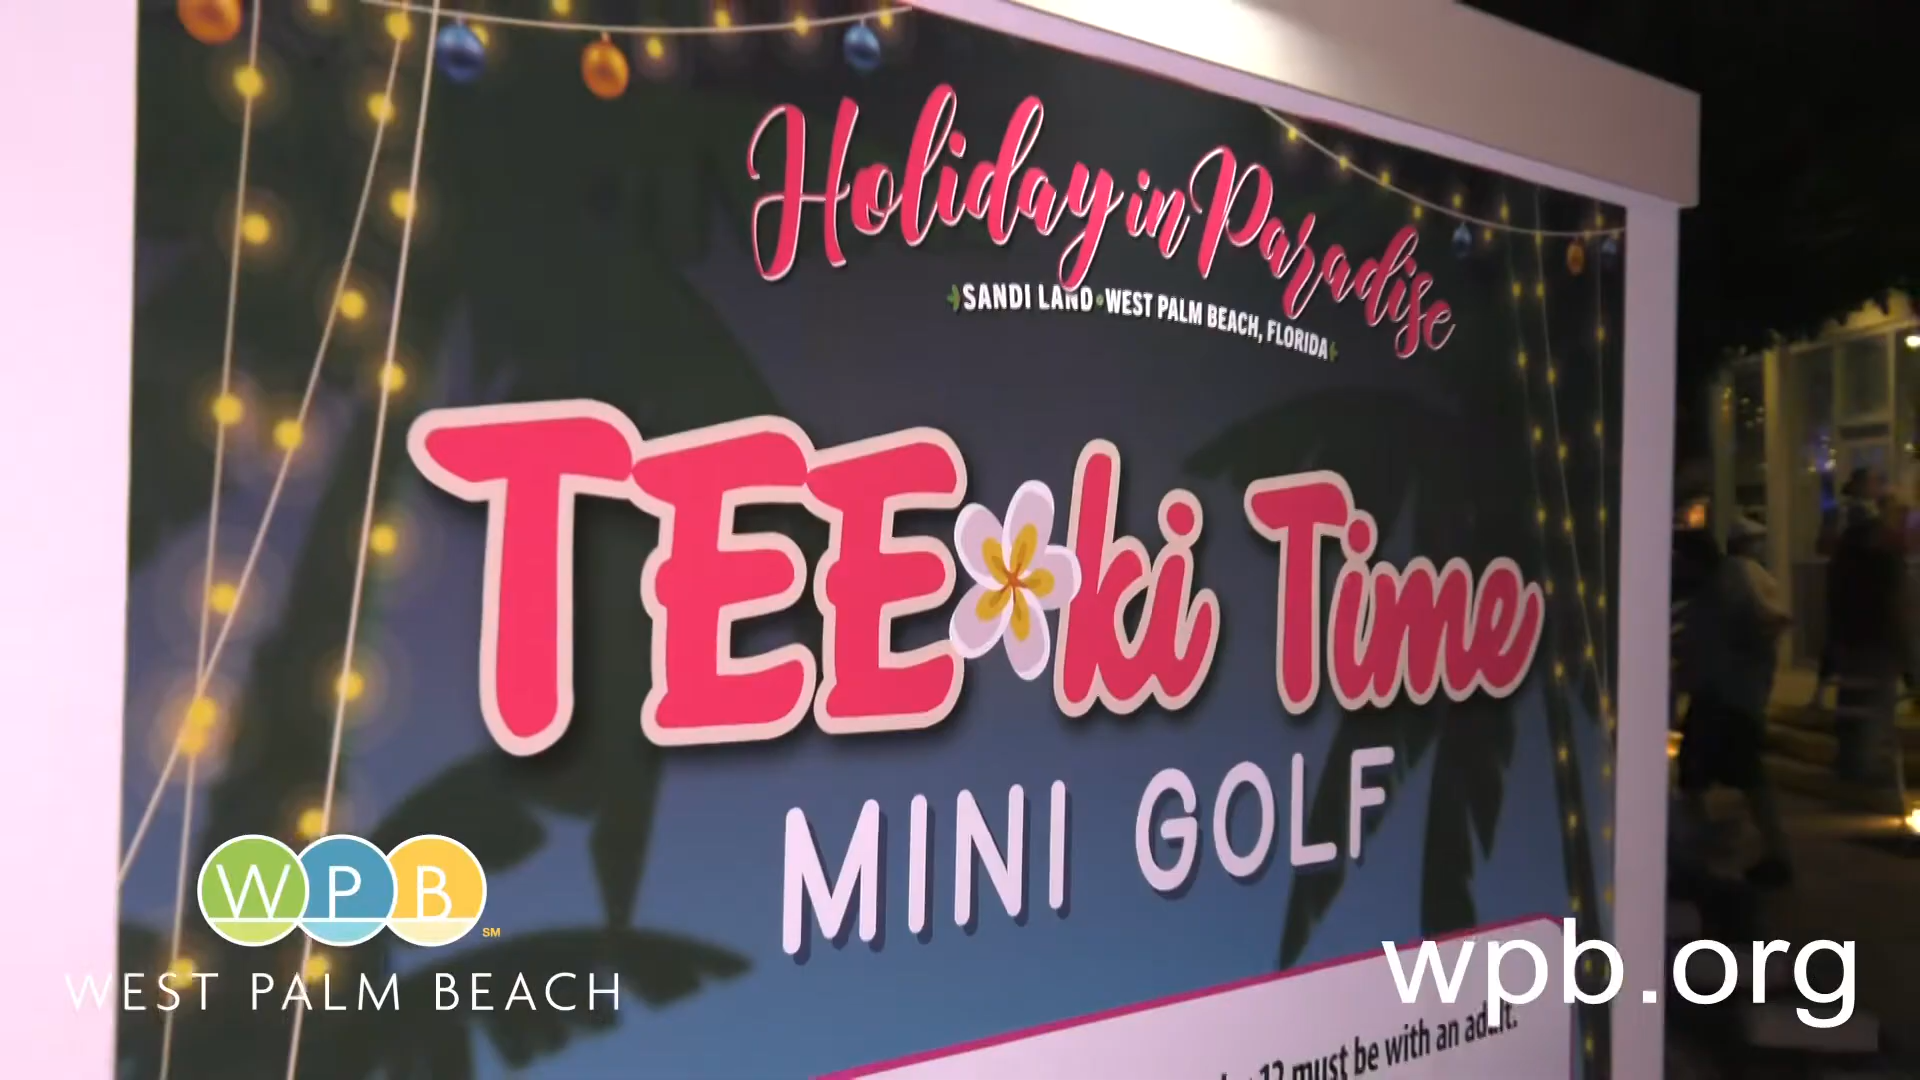 Holiday in Paradise
SANDI LAND • WEST PALM BEACH, FLORIDA
TEE ki Time
MINI GOLF
12 must be with an adult.
WPB SM
WEST PALM BEACH
wpb.org